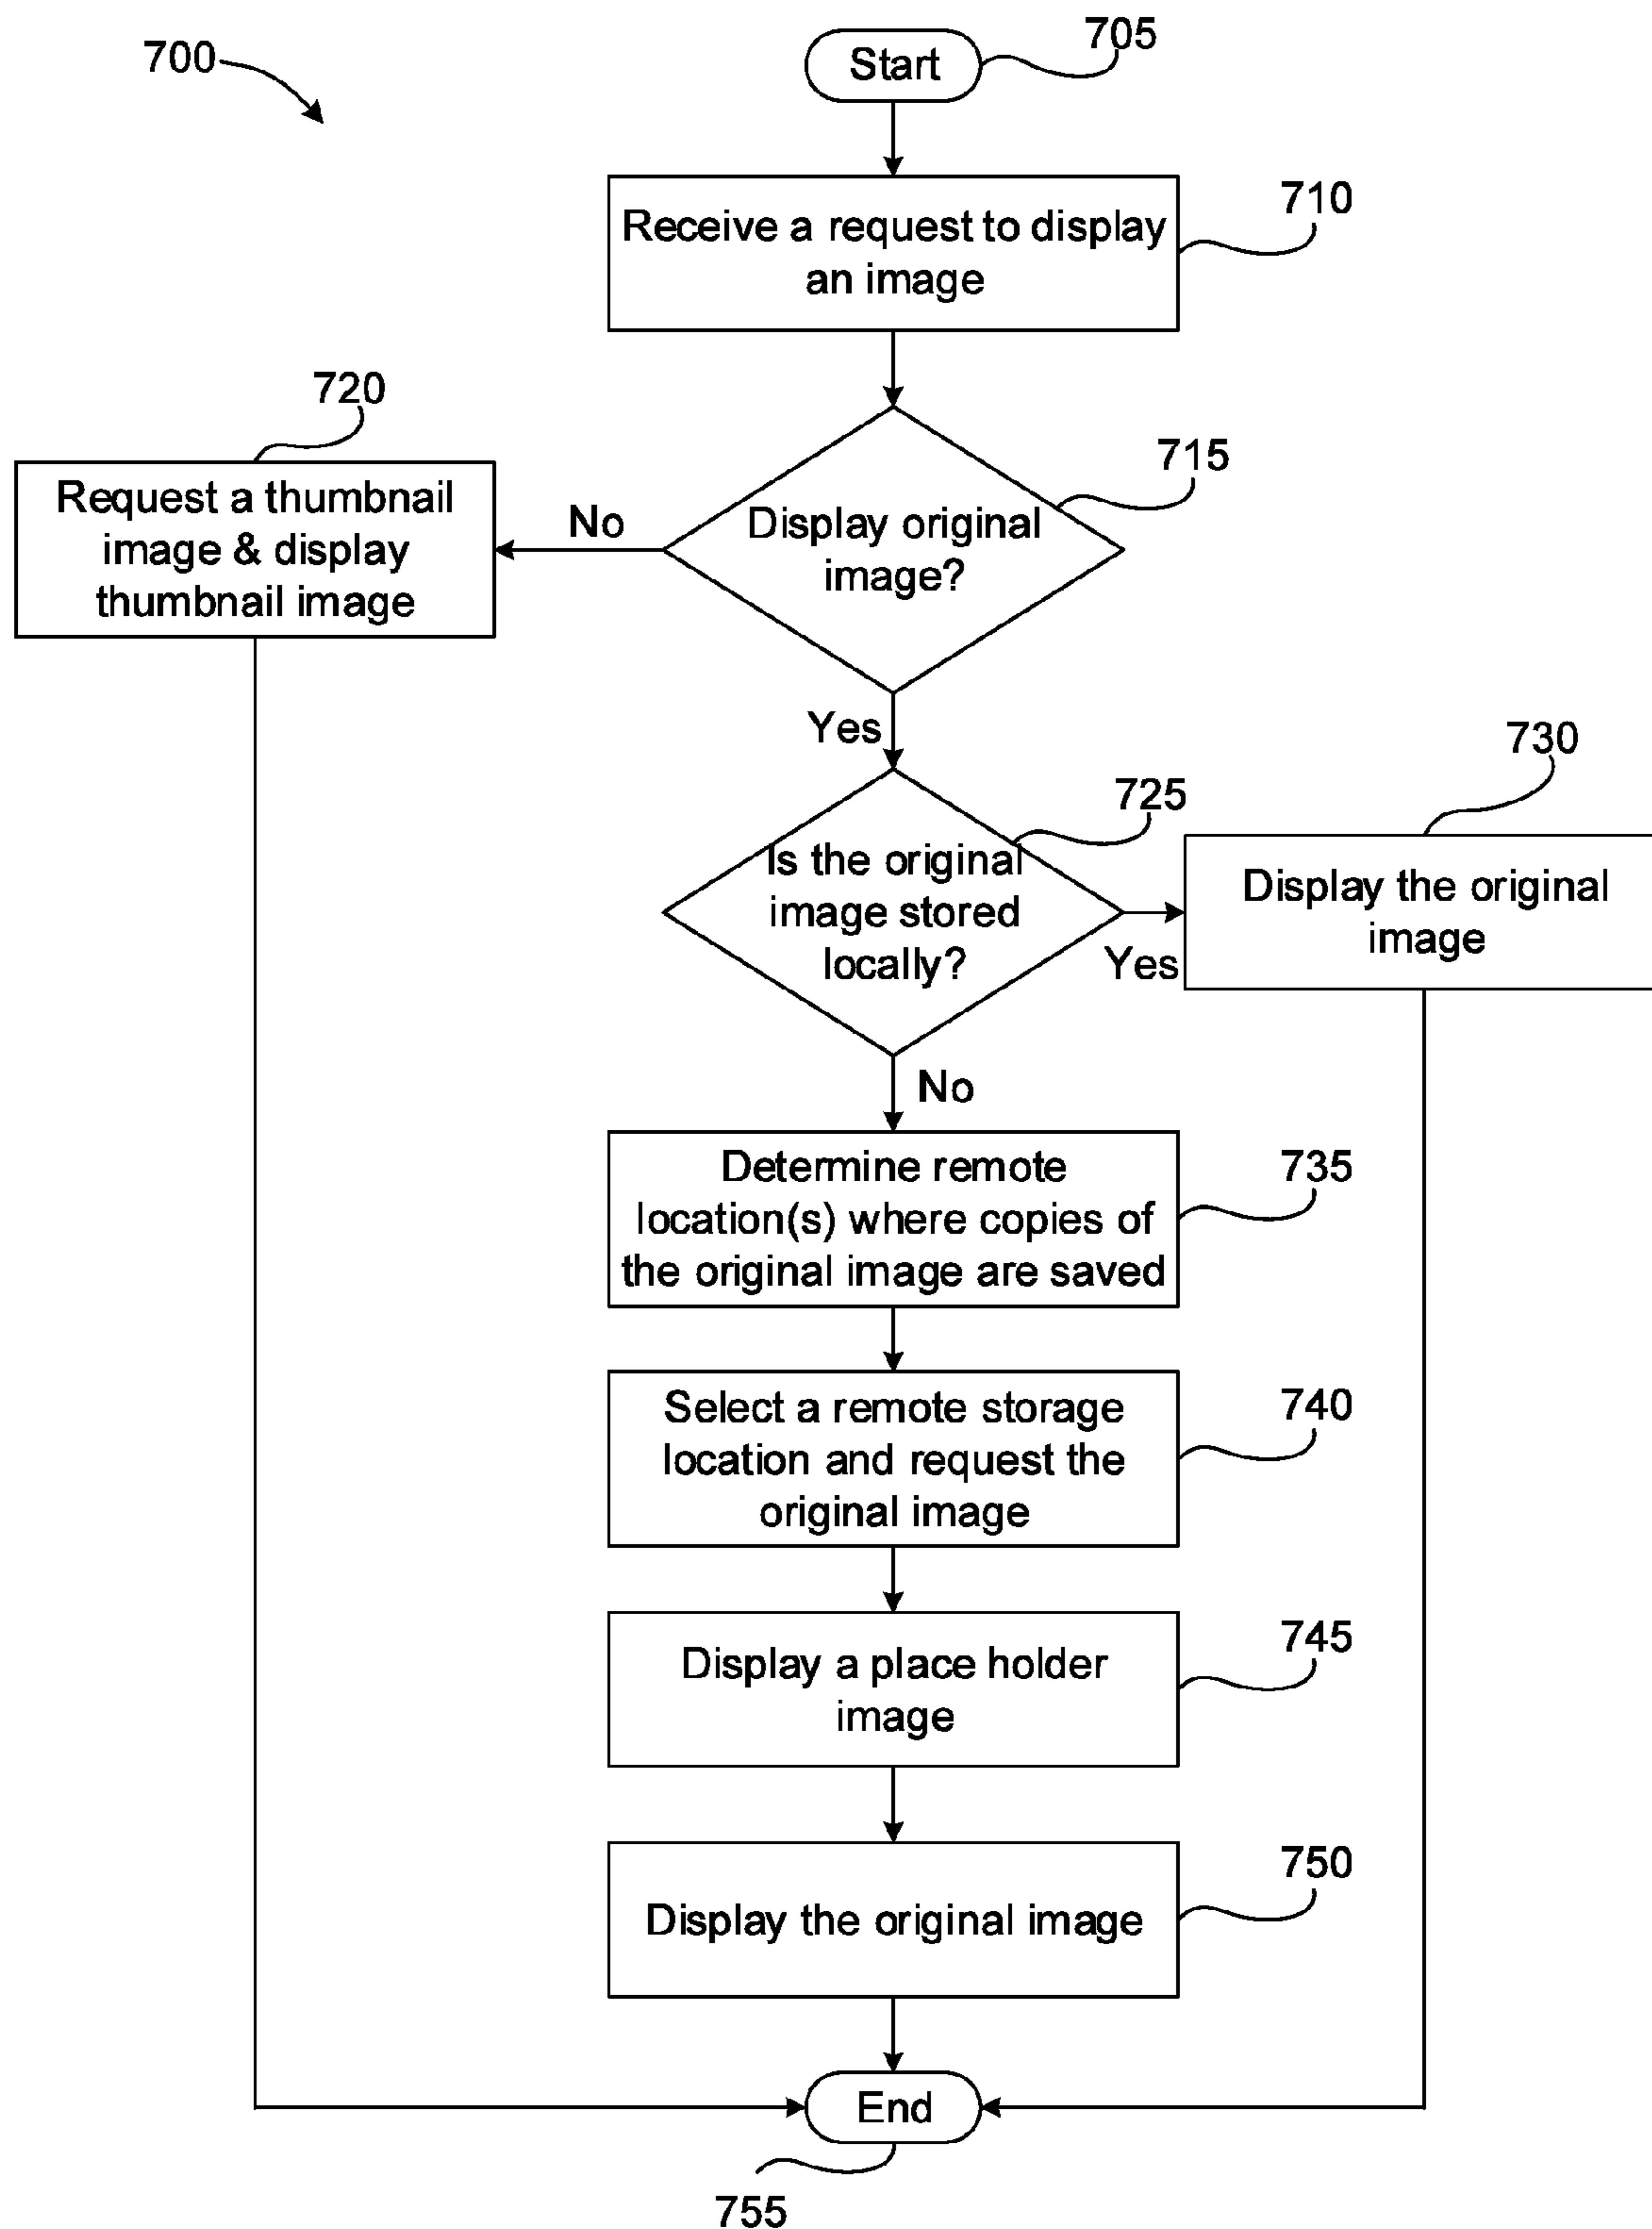 700
Start
705
Receive a request to display
an image
710
720
Request a thumbnail
image & display
thumbnail image
No
Display original
image?
715
Yes
Is the original
image stored
locally?
725
Yes
730
Display the original
image
No
Determine remote
location(s) where copies of
the original image are saved
735
Select a remote storage
location and request the
original image
740
Display a place holder
image
745
Display the original image
750
End
755